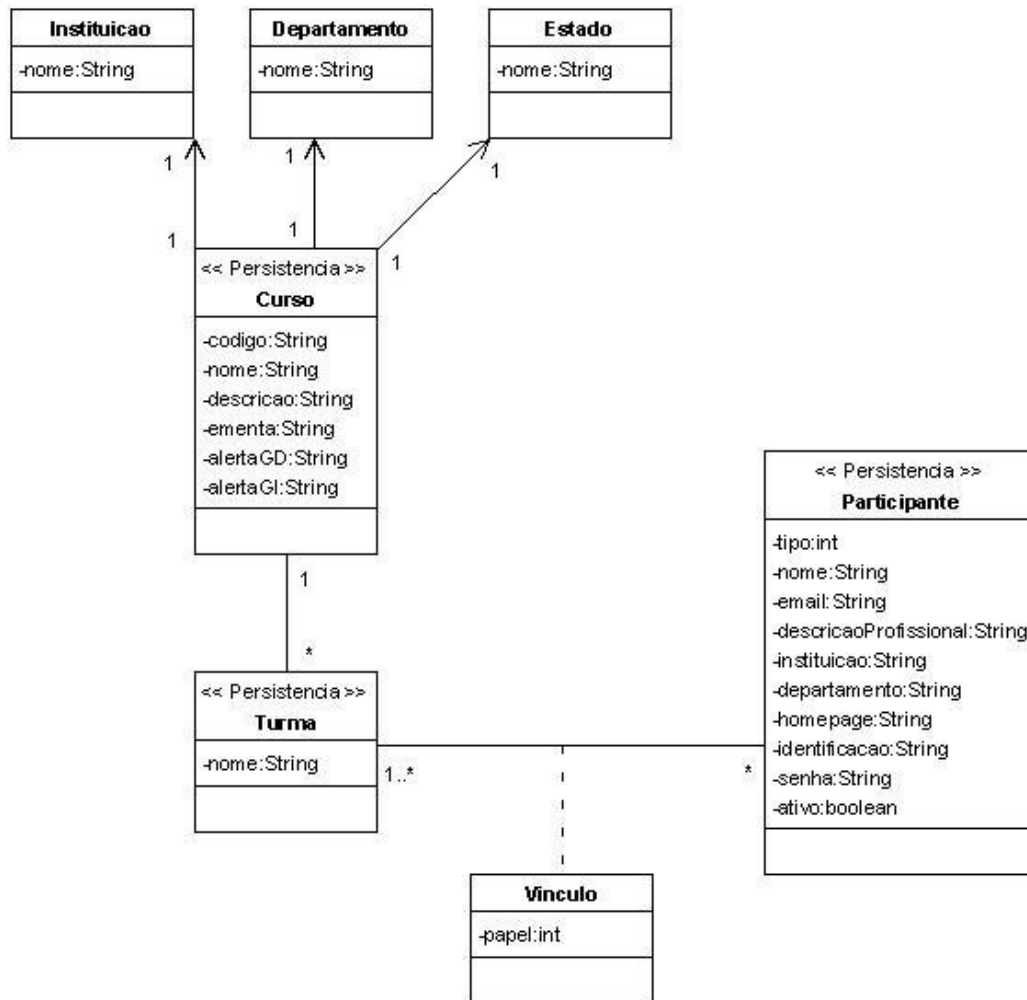 Instituicao
-nome:String
Departamento
-nome:String
Estado
-nome:String
1
1
1
1
1
1
<< Persistencia >>
Curso
-codigo:String
-nome:String
-descricao:String
-ementa:String
-alertaGD:String
-alertaGI:String
1
*
<< Persistencia >>
Turma
-nome:String
1..*
*
<< Persistencia >>
Participante
-tipo:int
-nome:String
-email:String
-descricaoProfissional:String
-instituicao:String
-departamento:String
-homepage:String
-identificacao:String
-senha:String
-ativo:boolean
Vinculo
-papel:int